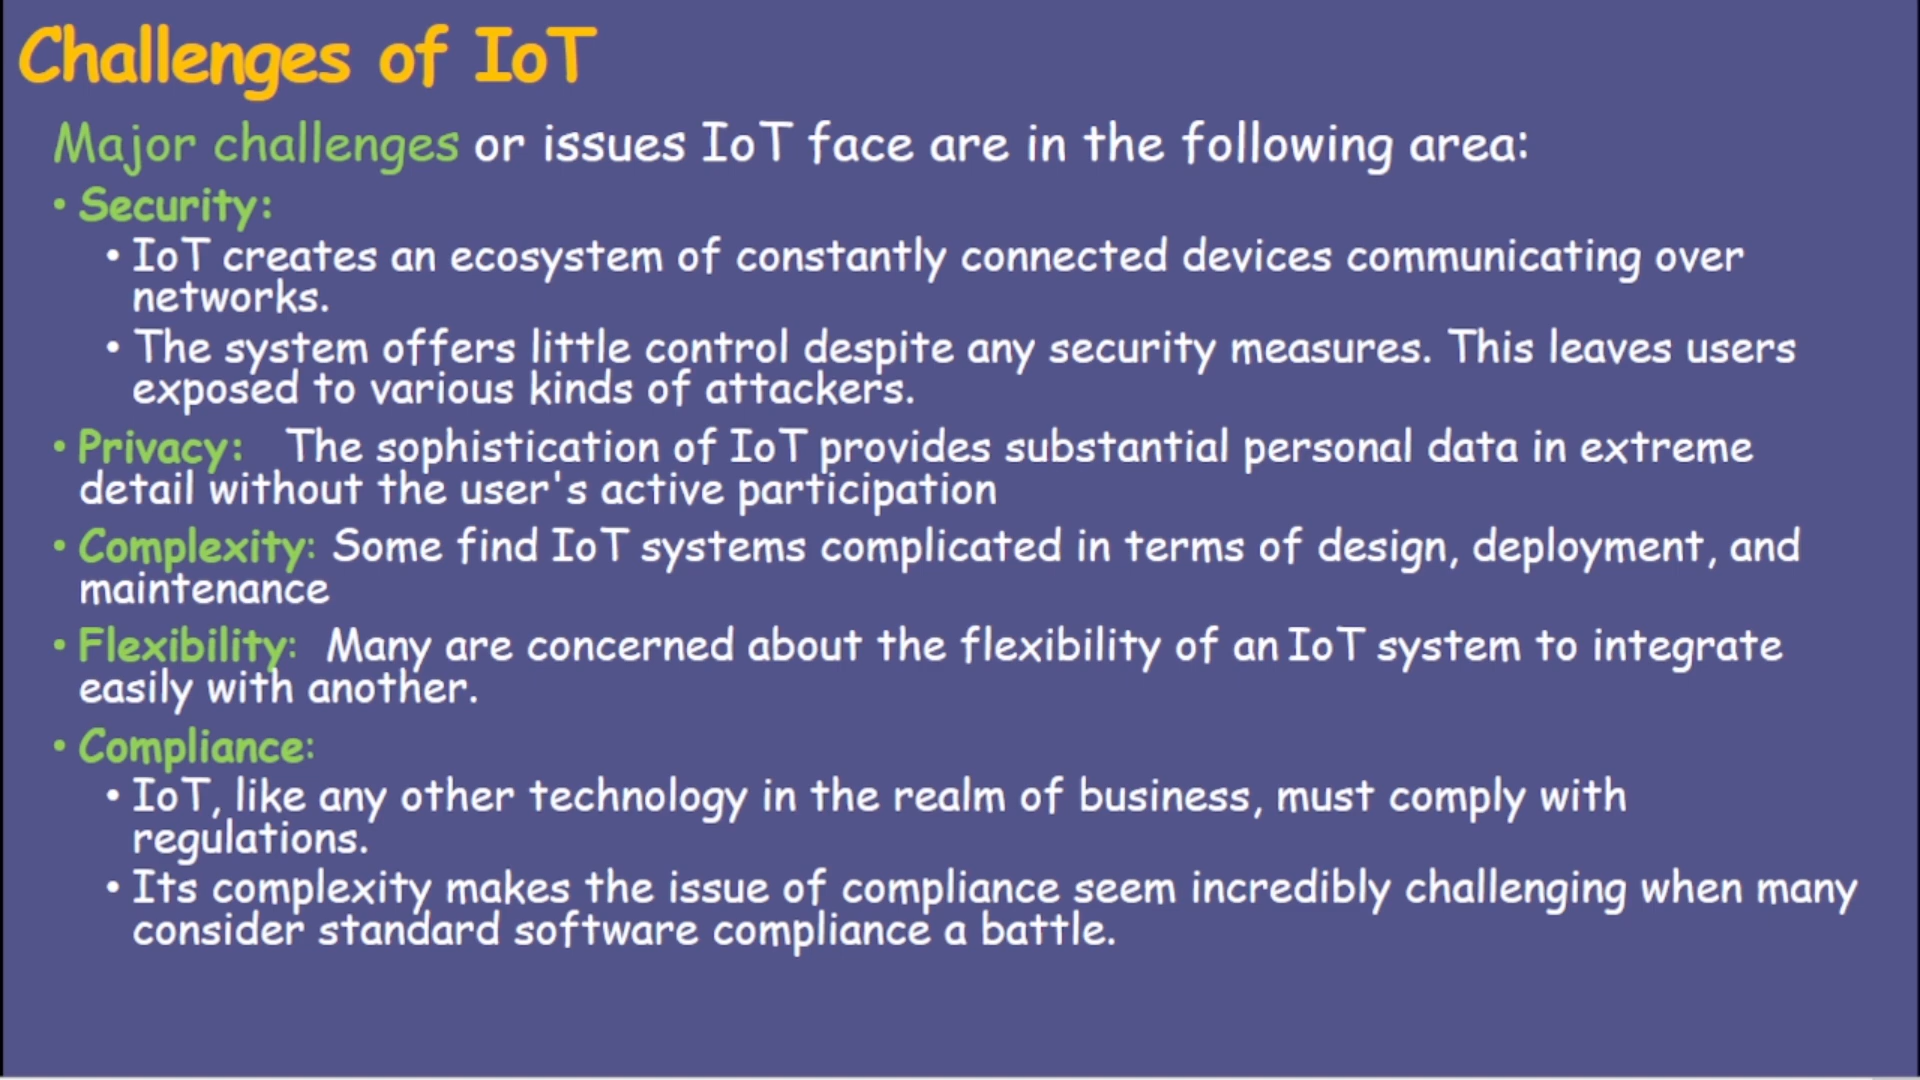 Challenges of IoT
Major challenges or issues IoT face are in the following area:
• Security:
• IoT creates an ecosystem of constantly connected devices communicating over
networks.
• The system offers little control despite any security measures. This leaves users
exposed to various kinds of attackers.
• Privacy: The sophistication of IoT provides substantial personal data in extreme
detail without the user's active participation
• Complexity: Some find IoT systems complicated in terms of design, deployment, and
maintenance
• Flexibility: Many are concerned about the flexibility of an IoT system to integrate
easily with another.
• Compliance:
• IoT, like any other technology in the realm of business, must comply with
regulations.
• Its complexity makes the issue of compliance seem incredibly challenging when many
consider standard software compliance a battle.